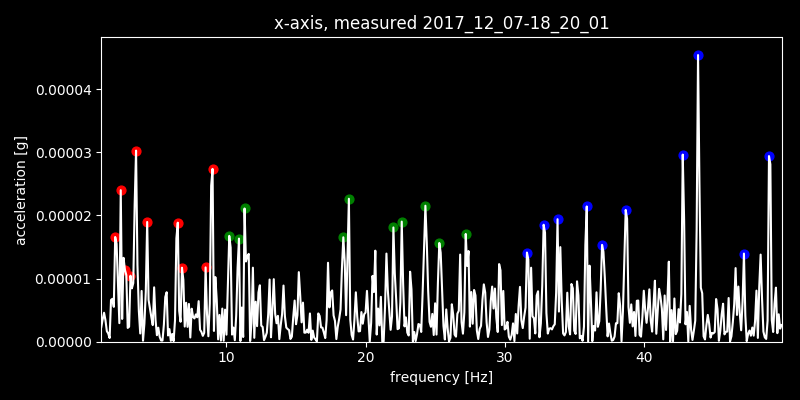 x-axis, measured 2017_12_07-18_20_01
acceleration [g]
0.00004
0.00003
0.00002
0.00001
0.00000
10 20 30 40
frequency [Hz]